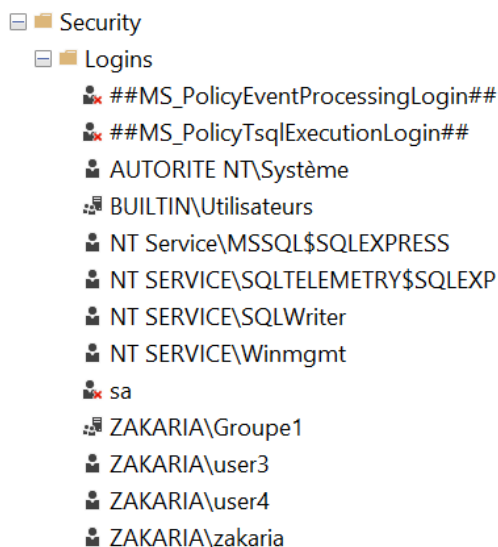 Security
Logins
##MS_PolicyEventProcessingLogin##
##MS_PolicyTsqlExecutionLogin##
AUTORITE NT\Système
BUILTIN\Utilisateurs
NT Service\MSSQL$SQLEXPRESS
NT SERVICE\SQLTELEMETRY$SQLEXP
NT SERVICE\SQLWriter
NT SERVICE\Winmgmt
sa
ZAKARIA\Groupe1
ZAKARIA\user3
ZAKARIA\user4
ZAKARIA\zakaria